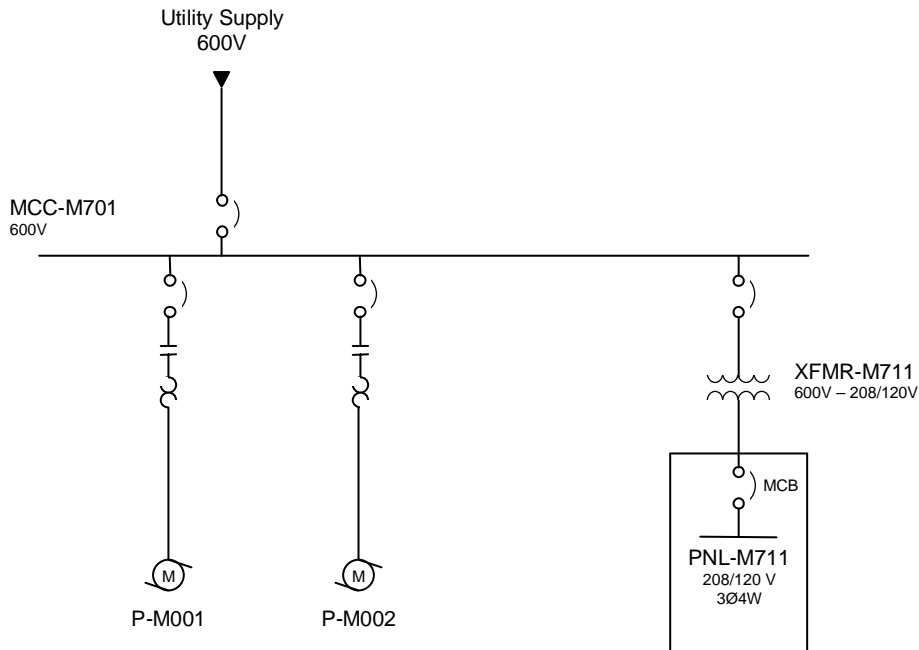 Utility Supply
600V
MCC-M701
600V
XFMR-M711
600V – 208/120V
MCB
PNL-M711
208/120 V
3Ø4W
M
M
P-M001
P-M002